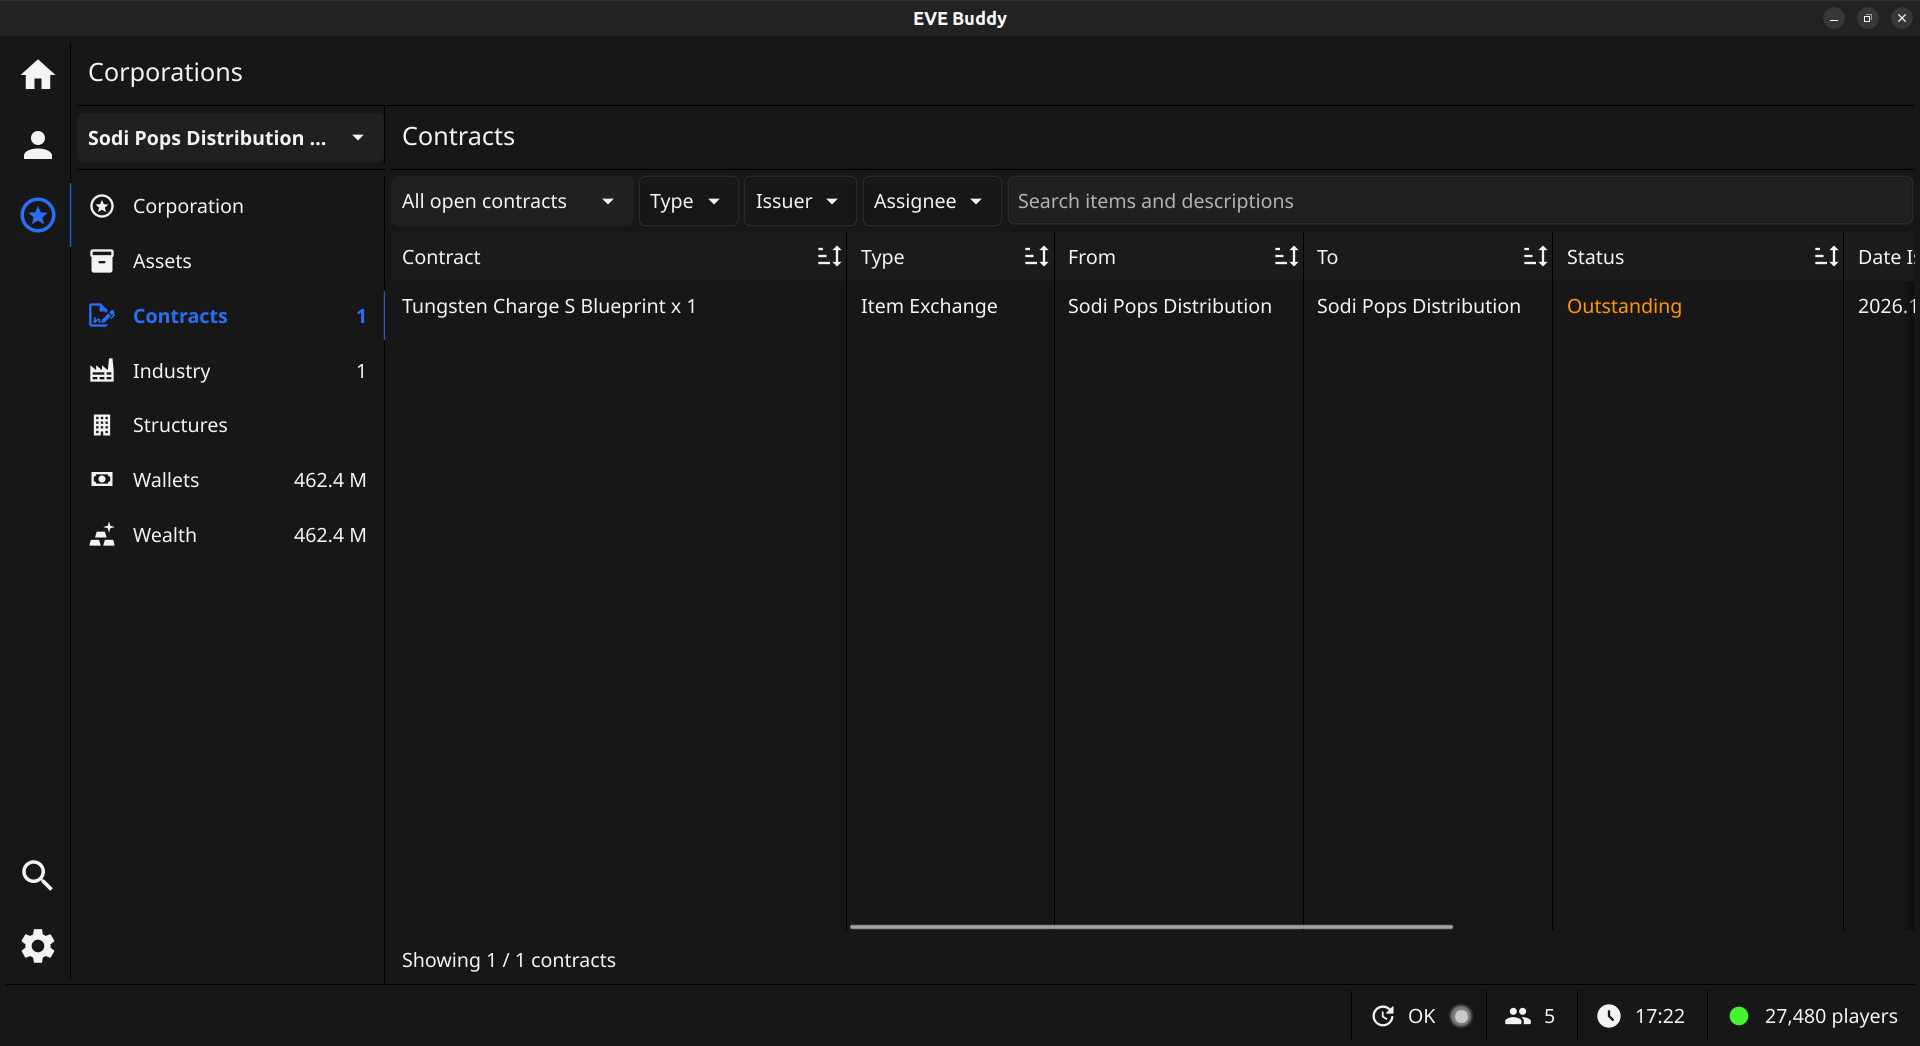 EVE Buddy
Corporations
Sodi Pops Distribution ...
Corporation
Assets
Contracts 1
Industry 1
Structures
Wallets 462.4 M
Wealth 462.4 M
Contracts
All open contracts Type Issuer Assignee Search items and descriptions
Contract Type From To Status Date
Tungsten Charge S Blueprint x 1 Item Exchange Sodi Pops Distribution Sodi Pops Distribution Outstanding 2026.1
Showing 1 / 1 contracts
OK 5 17:22 27,480 players